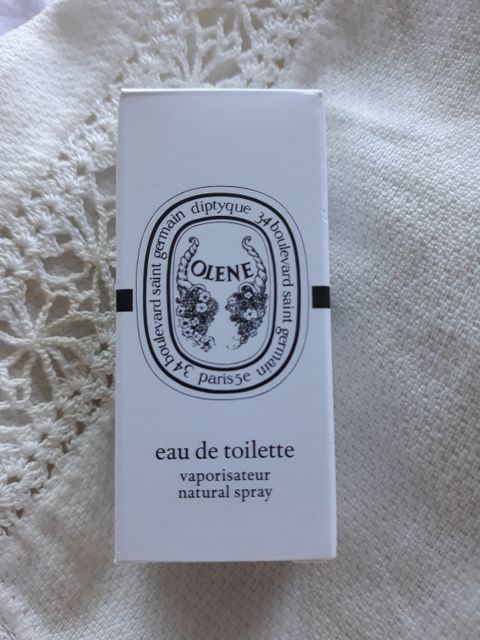 diptyque 34 boulevard saint germain paris 5e 34 boulevard saint germain
OLENE
eau de toilette
vaporisateur
natural spray